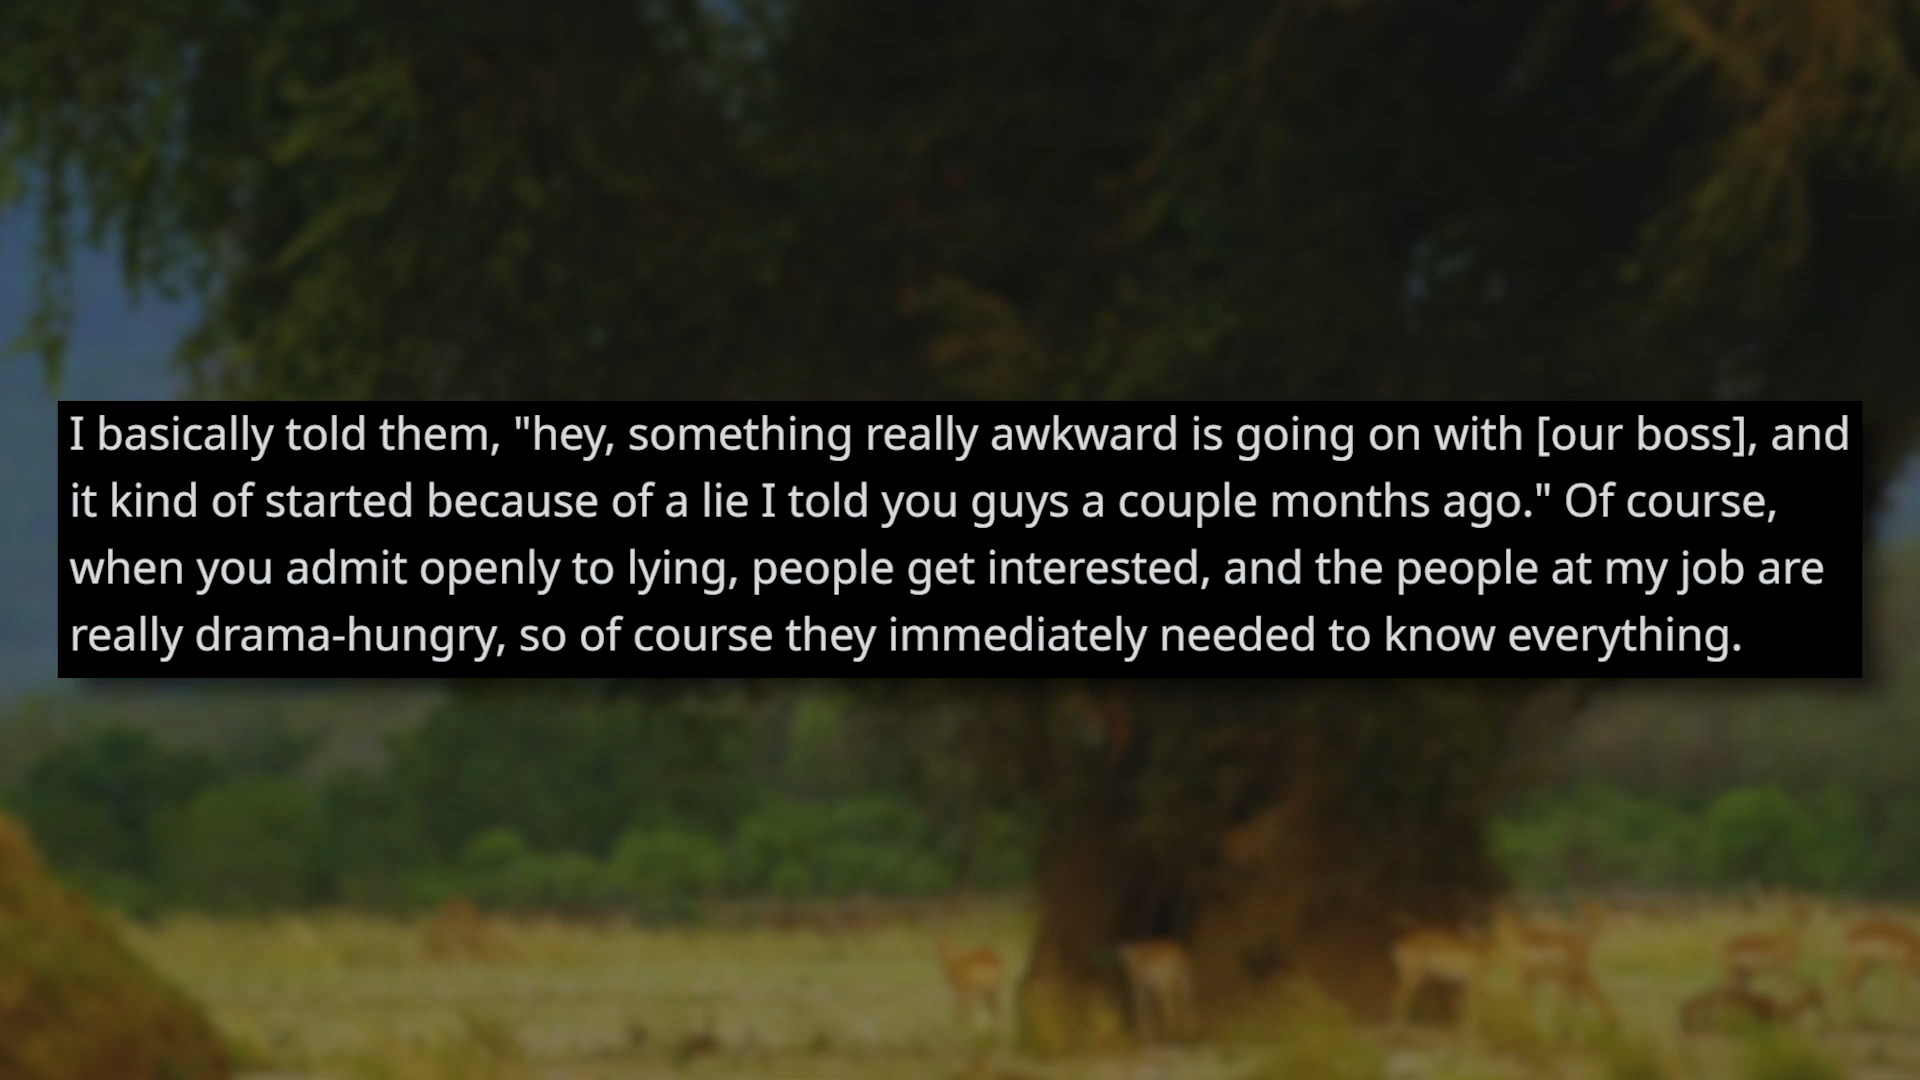 I basically told them, "hey, something really awkward is going on with [our boss], and
it kind of started because of a lie I told you guys a couple months ago." Of course,
when you admit openly to lying, people get interested, and the people at my job are
really drama-hungry, so of course they immediately needed to know everything.